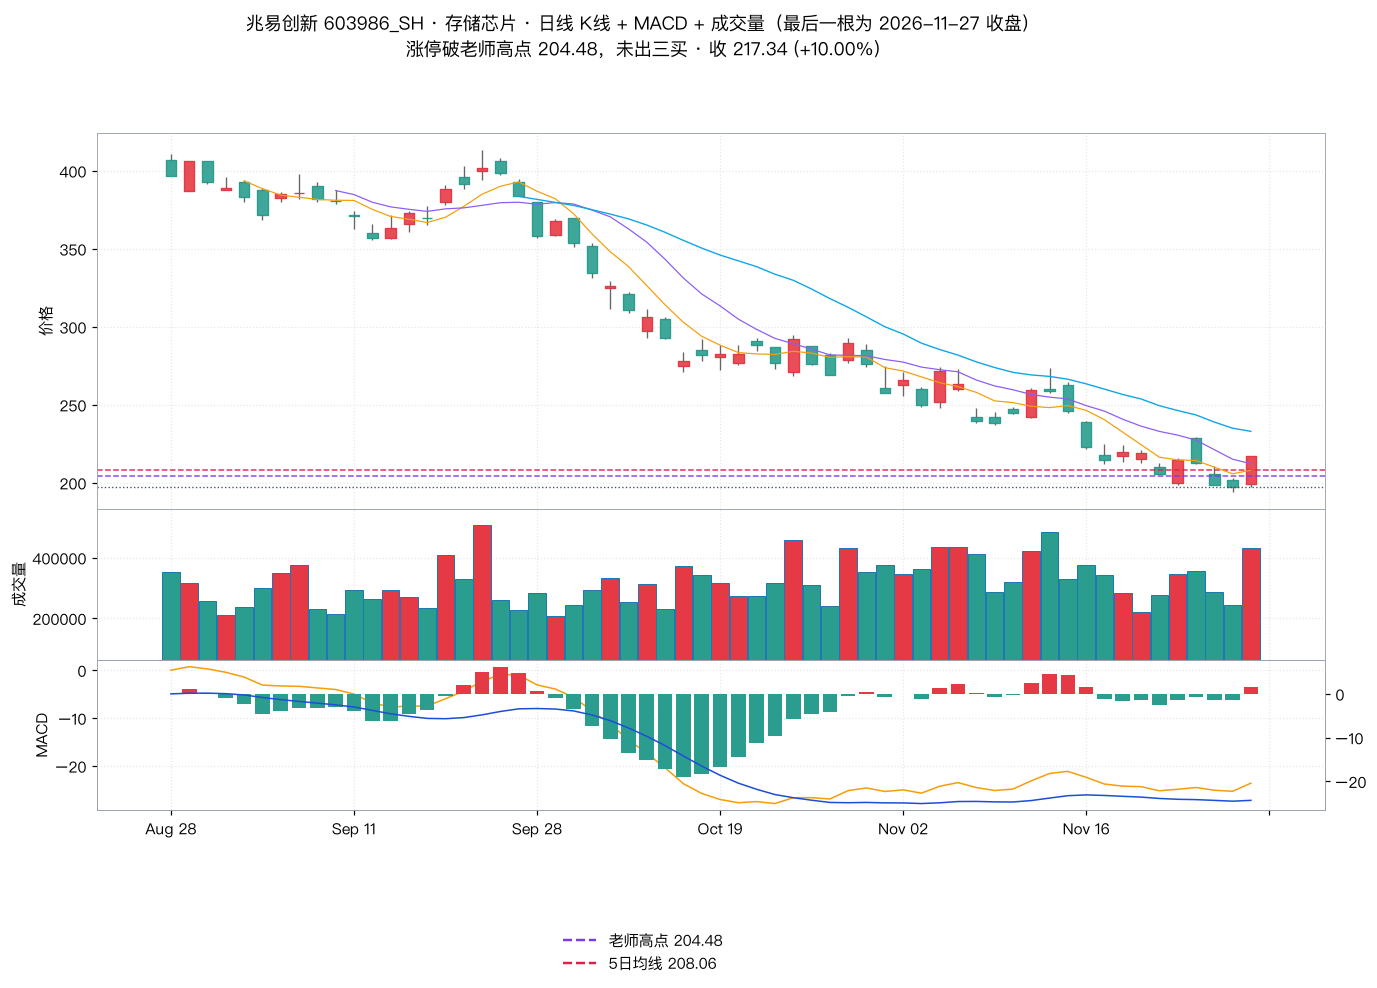 兆易创新 603986_SH · 存储芯片 · 日线 K线 + MACD + 成交量（最后一根为 2026−11−27 收盘）
涨停破老师高点 204.48，未出三买 · 收 217.34 (+10.00%)
400
350
300
250
200
价格
400000
200000
成交量
0
−10
−20
MACD
0
−10
−20
Aug 28
Sep 11
Sep 28
Oct 19
Nov 02
Nov 16
老师高点 204.48
5日均线 208.06